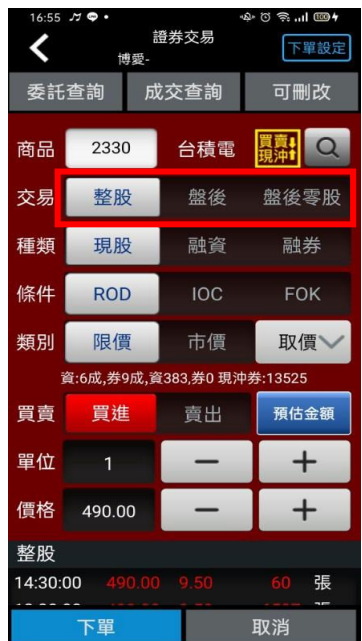 16:55
證券交易
博愛-
下單設定
委託查詢 成交查詢 可刪改
商品 2330 台積電 買賣現沖
交易 整股 盤後 盤後零股
種類 現股 融資 融券
條件 ROD IOC FOK
類別 限價 市價 取價
資:6成,券9成,資383,券0 現沖券:13525
買賣 買進 賣出 預估金額
單位 1 − +
價格 490.00 − +
整股
14:30:00 490.00 9.50 60 張
下單 取消